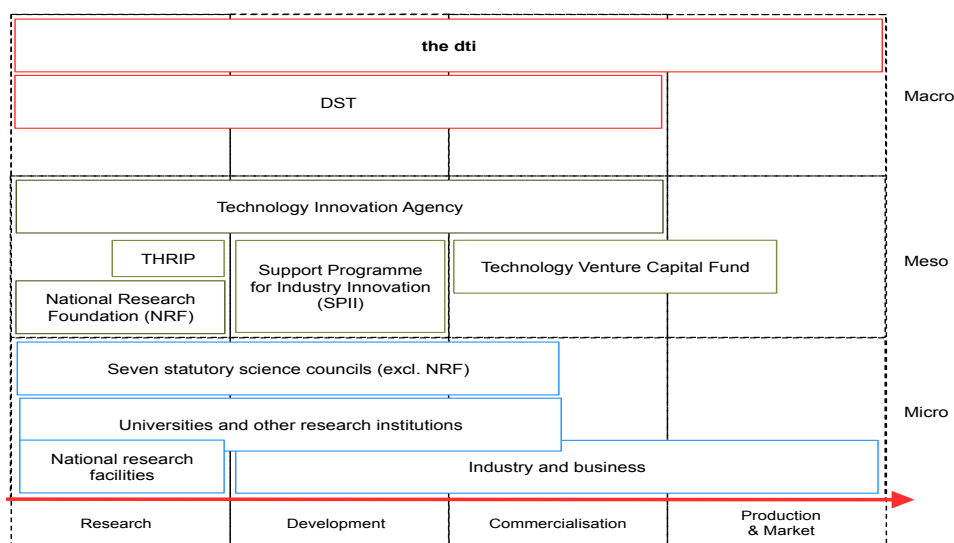 the dti
DST
Macro
Technology Innovation Agency
THRIP
Support Programme
for Industry Innovation
(SPII)
Technology Venture Capital Fund
Meso
National Research
Foundation (NRF)
Seven statutory science councils (excl. NRF)
Universities and other research institutions
Micro
National research
facilities
Industry and business
Research
Development
Commercialisation
Production
& Market